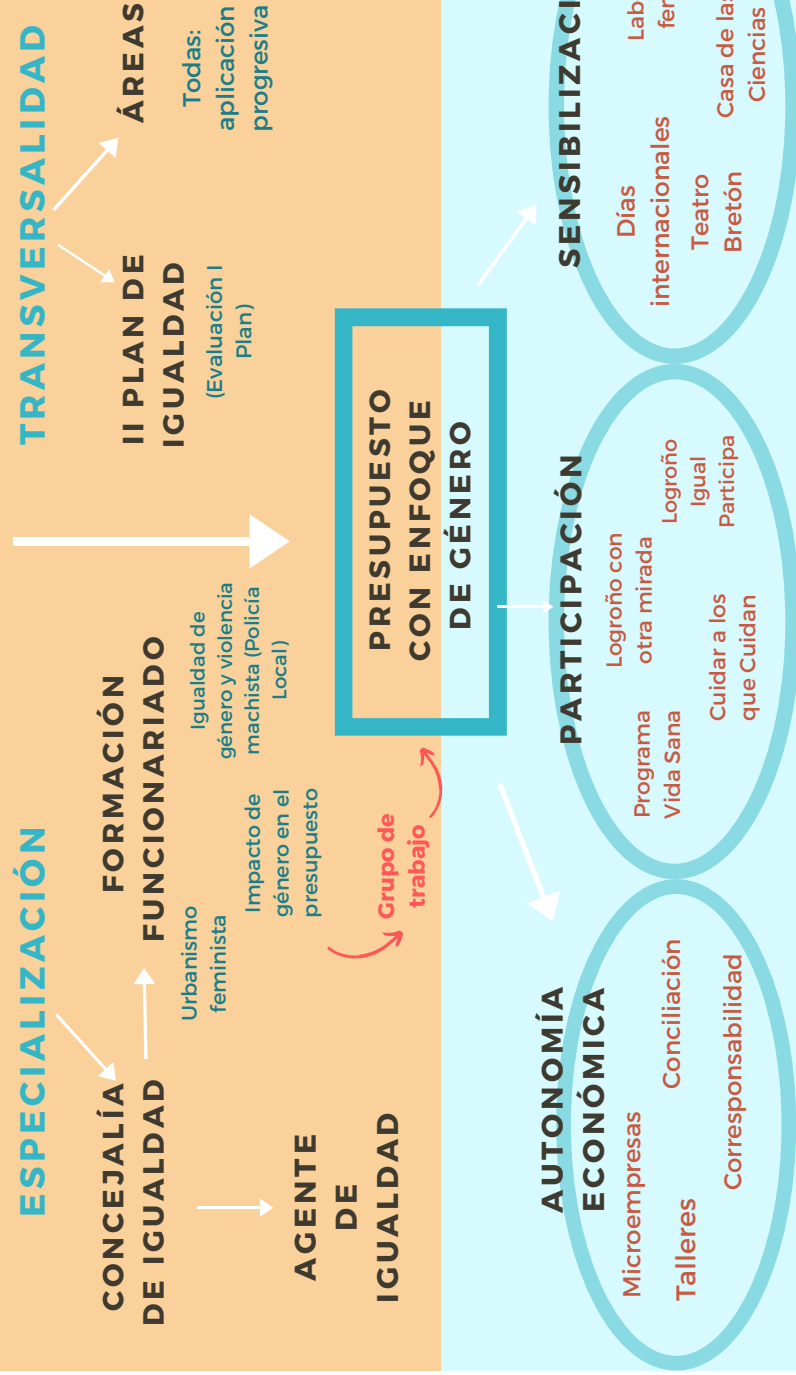 ESPECIALIZACIÓN
TRANSVERSALIDAD
CONCEJALÍA
DE IGUALDAD
FORMACIÓN
FUNCIONARIADO
Urbanismo
feminista
Igualdad de
género y violencia
machista (Policía
Local)
Impacto de
género en el
presupuesto
AGENTE
DE
IGUALDAD
Grupo de
trabajo
II PLAN DE
IGUALDAD
(Evaluación I
Plan)
ÁREAS
Todas:
aplicación
progresiva
PRESUPUESTO
CON ENFOQUE
DE GÉNERO
AUTONOMÍA
ECONÓMICA
Microempresas
Talleres
Conciliación
Corresponsabilidad
PARTICIPACIÓN
Programa
Vida Sana
Logroño con
otra mirada
Logroño
Igual
Participa
Cuidar a los
que Cuidan
SENSIBILIZACI
Días
internacionales
Teatro
Bretón
Lab
fer
Casa de las
Ciencias